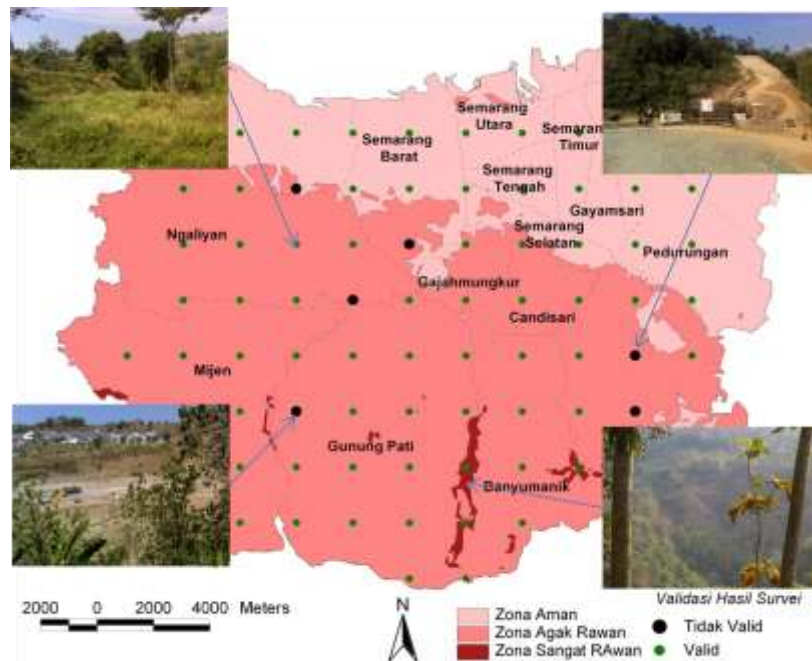 Semarang
Utara
Semarang
Barat
Semaran
Timur
Semarang
Tengah
Gayamsari
Semarang
Selatan
Ngaliyan
Pedurungan
Gajahmungkur
Candisari
Mijen
Gunung Pati
Banyumanik
Validasi Hasil Survei
2000 0 2000 4000 Meters
N
Zona Aman
Zona Agak Rawan
Zona Sangat RAwan
Tidak Valid
Valid